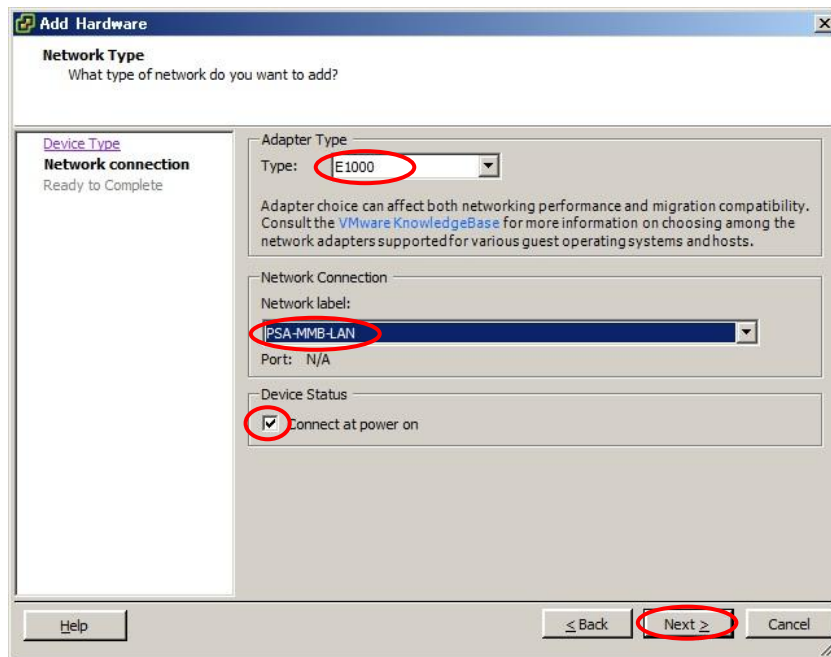 Add Hardware
Network Type
What type of network do you want to add?
Device Type
Network connection
Ready to Complete
Adapter Type
Type: E1000
Adapter choice can affect both networking performance and migration compatibility.
Consult the VMware KnowledgeBase for more information on choosing among the
network adapters supported for various guest operating systems and hosts.
Network Connection
Network label:
PSA-MMB-LAN
Port: N/A
Device Status
Connect at power on
Help
< Back
Next >
Cancel